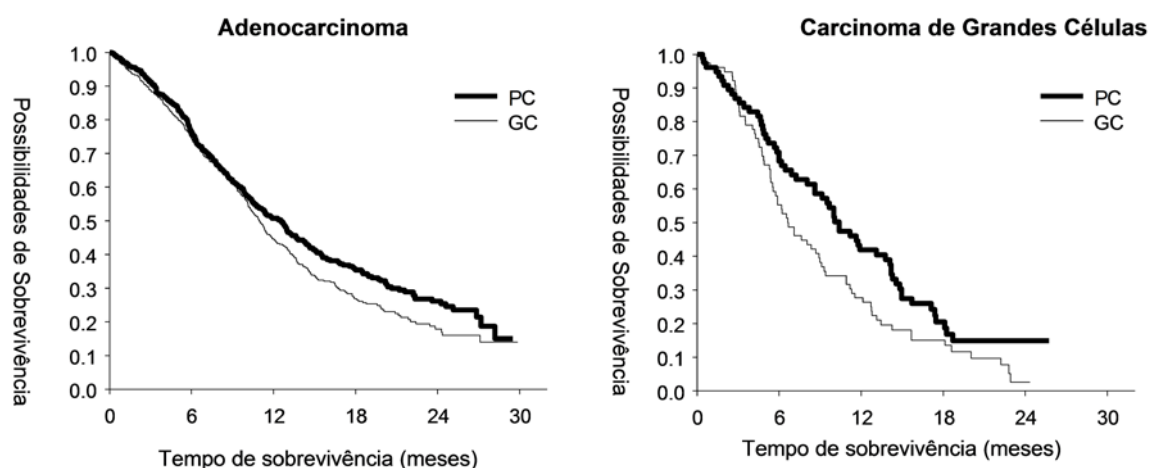 Adenocarcinoma
Possibilidades de Sobrevivência
1.0
0.9
0.8
0.7
0.6
0.5
0.4
0.3
0.2
0.1
0.0
PC
GC
0 6 12 18 24 30
Tempo de sobrevivência (meses)
Carcinoma de Grandes Células
Possibilidades de Sobrevivência
1.0
0.9
0.8
0.7
0.6
0.5
0.4
0.3
0.2
0.1
0.0
PC
GC
0 6 12 18 24 30
Tempo de sobrevivência (meses)